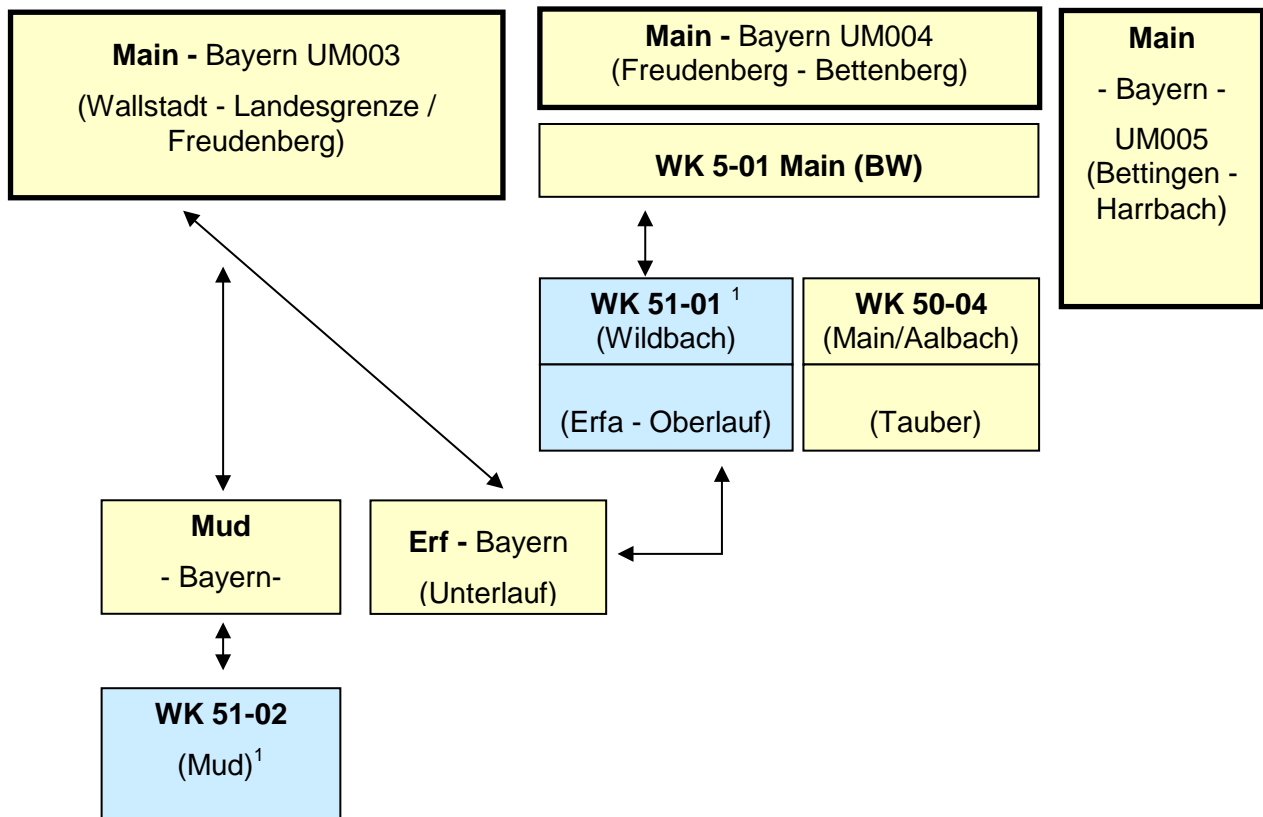 Main - Bayern UM003
(Wallstadt - Landesgrenze /
Freudenberg)
Main - Bayern UM004
(Freudenberg - Bettenberg)
WK 5-01 Main (BW)
Main
- Bayern -
UM005
(Bettingen -
Harrbach)
WK 51-01 ¹
(Wildbach)
(Erfa - Oberlauf)
WK 50-04
(Main/Aalbach)
(Tauber)
Mud
- Bayern-
Erf - Bayern
(Unterlauf)
WK 51-02
(Mud)¹